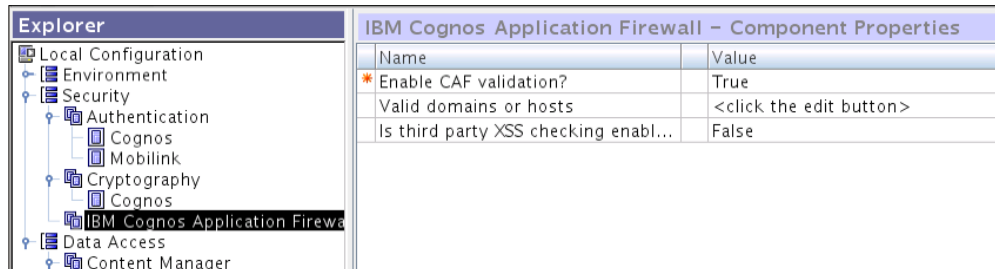 Explorer
Local Configuration
Environment
Security
Authentication
Cognos
Mobilink
Cryptography
Cognos
IBM Cognos Application Firewa
Data Access
Content Manager
IBM Cognos Application Firewall - Component Properties
Name Value
* Enable CAF validation? True
Valid domains or hosts <click the edit button>
Is third party XSS checking enabl... False